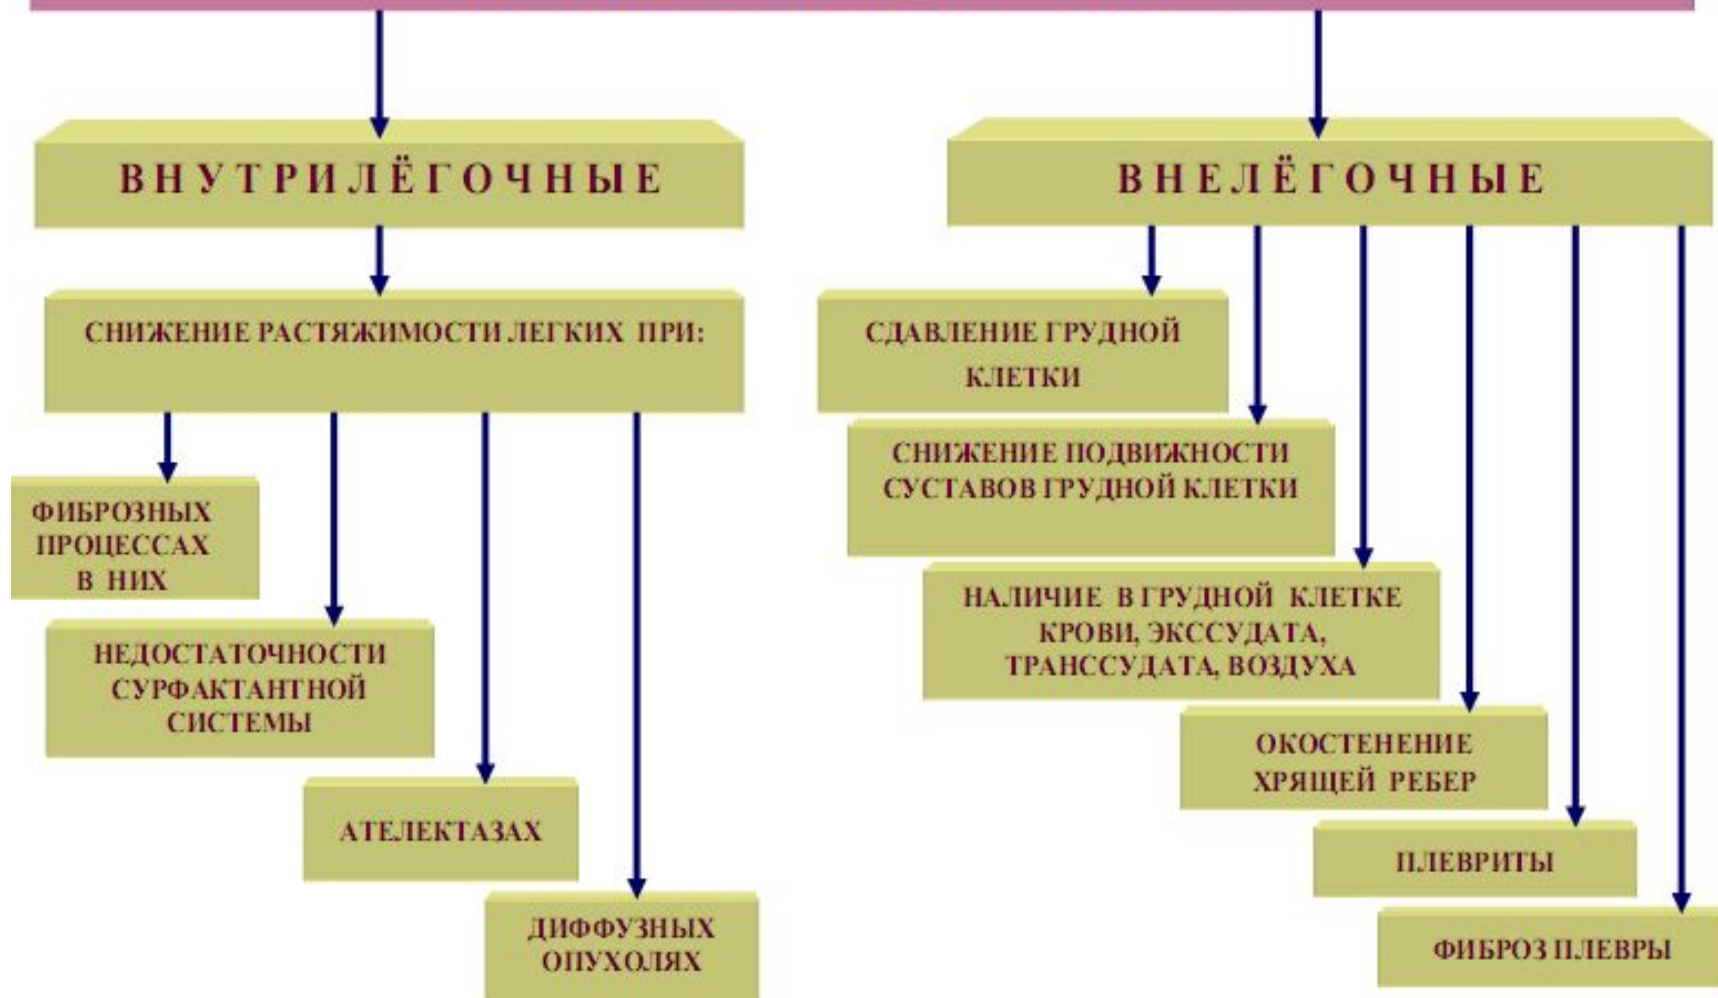 ВНУТРИЛЁГОЧНЫЕ
СНИЖЕНИЕ РАСТЯЖИМОСТИ ЛЕГКИХ ПРИ:
ФИБРОЗНЫХ
ПРОЦЕССАХ
В НИХ
НЕДОСТАТОЧНОСТИ
СУРФАКТАНТНОЙ
СИСТЕМЫ
АТЕЛЕКТАЗАХ
ДИФФУЗНЫХ
ОПУХОЛЯХ
ВНЕЛЁГОЧНЫЕ
СДАВЛЕНИЕ ГРУДНОЙ
КЛЕТКИ
СНИЖЕНИЕ ПОДВИЖНОСТИ
СУСТАВОВ ГРУДНОЙ КЛЕТКИ
НАЛИЧИЕ В ГРУДНОЙ КЛЕТКЕ
КРОВИ, ЭКССУДАТА,
ТРАНССУДАТА, ВОЗДУХА
ОКОСТЕНЕНИЕ
ХРЯЩЕЙ РЕБЕР
ПЛЕВРИТЫ
ФИБРОЗ ПЛЕВРЫ